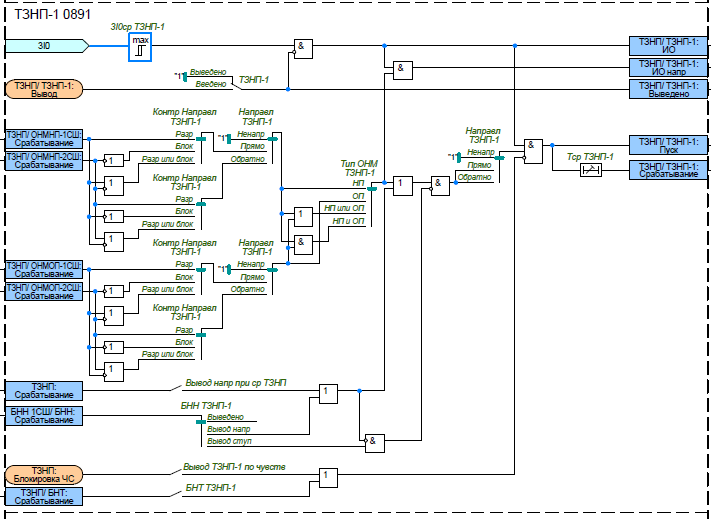 ТЗНП-1 0891
3I0ср ТЗНП-1
3I0
max
&
ТЗНП/ ТЗНП-1:
ИО
&
ТЗНП/ ТЗНП-1:
ИО напр
"1"
Выведено
Введено
ТЗНП-1
ТЗНП/ ТЗНП-1:
Вывод
ТЗНП/ ТЗНП-1:
Выведено
Контр Направл
ТЗНП-1
Направл
ТЗНП-1
ТЗНП/ ОНМНП-1СШ:
Срабатывание
ТЗНП/ ОНМНП-2СШ:
Срабатывание
Разр
Блок
Разр или блок
1
1
"1"
Ненапр
Прямо
Обратно
Контр Направл
ТЗНП-1
Разр
Блок
Разр или блок
1
1
Тип ОНМ
ТЗНП-1
НП
ОП
НП или ОП
НП и ОП
1
&
1
&
Направл
ТЗНП-1
"1"
Ненапр
Прямо
Обратно
&
ТЗНП/ ТЗНП-1:
Пуск
Tср ТЗНП-1
ТЗНП/ ТЗНП-1:
Срабатывание
Контр Направл
ТЗНП-1
Направл
ТЗНП-1
ТЗНП/ ОНМОП-1СШ:
Срабатывание
ТЗНП/ ОНМОП-2СШ:
Срабатывание
Разр
Блок
Разр или блок
1
1
"1"
Ненапр
Прямо
Обратно
Контр Направл
ТЗНП-1
Разр
Блок
Разр или блок
1
1
ТЗНП:
Срабатывание
Вывод напр при ср ТЗНП
1
БНН 1СШ/ БНН:
Срабатывание
БНН ТЗНП-1
Выведено
Вывод напр
Вывод ступ
&
ТЗНП:
Блокировка ЧС
Вывод ТЗНП-1 по чувств
1
ТЗНП/ БНТ:
Срабатывание
БНТ ТЗНП-1